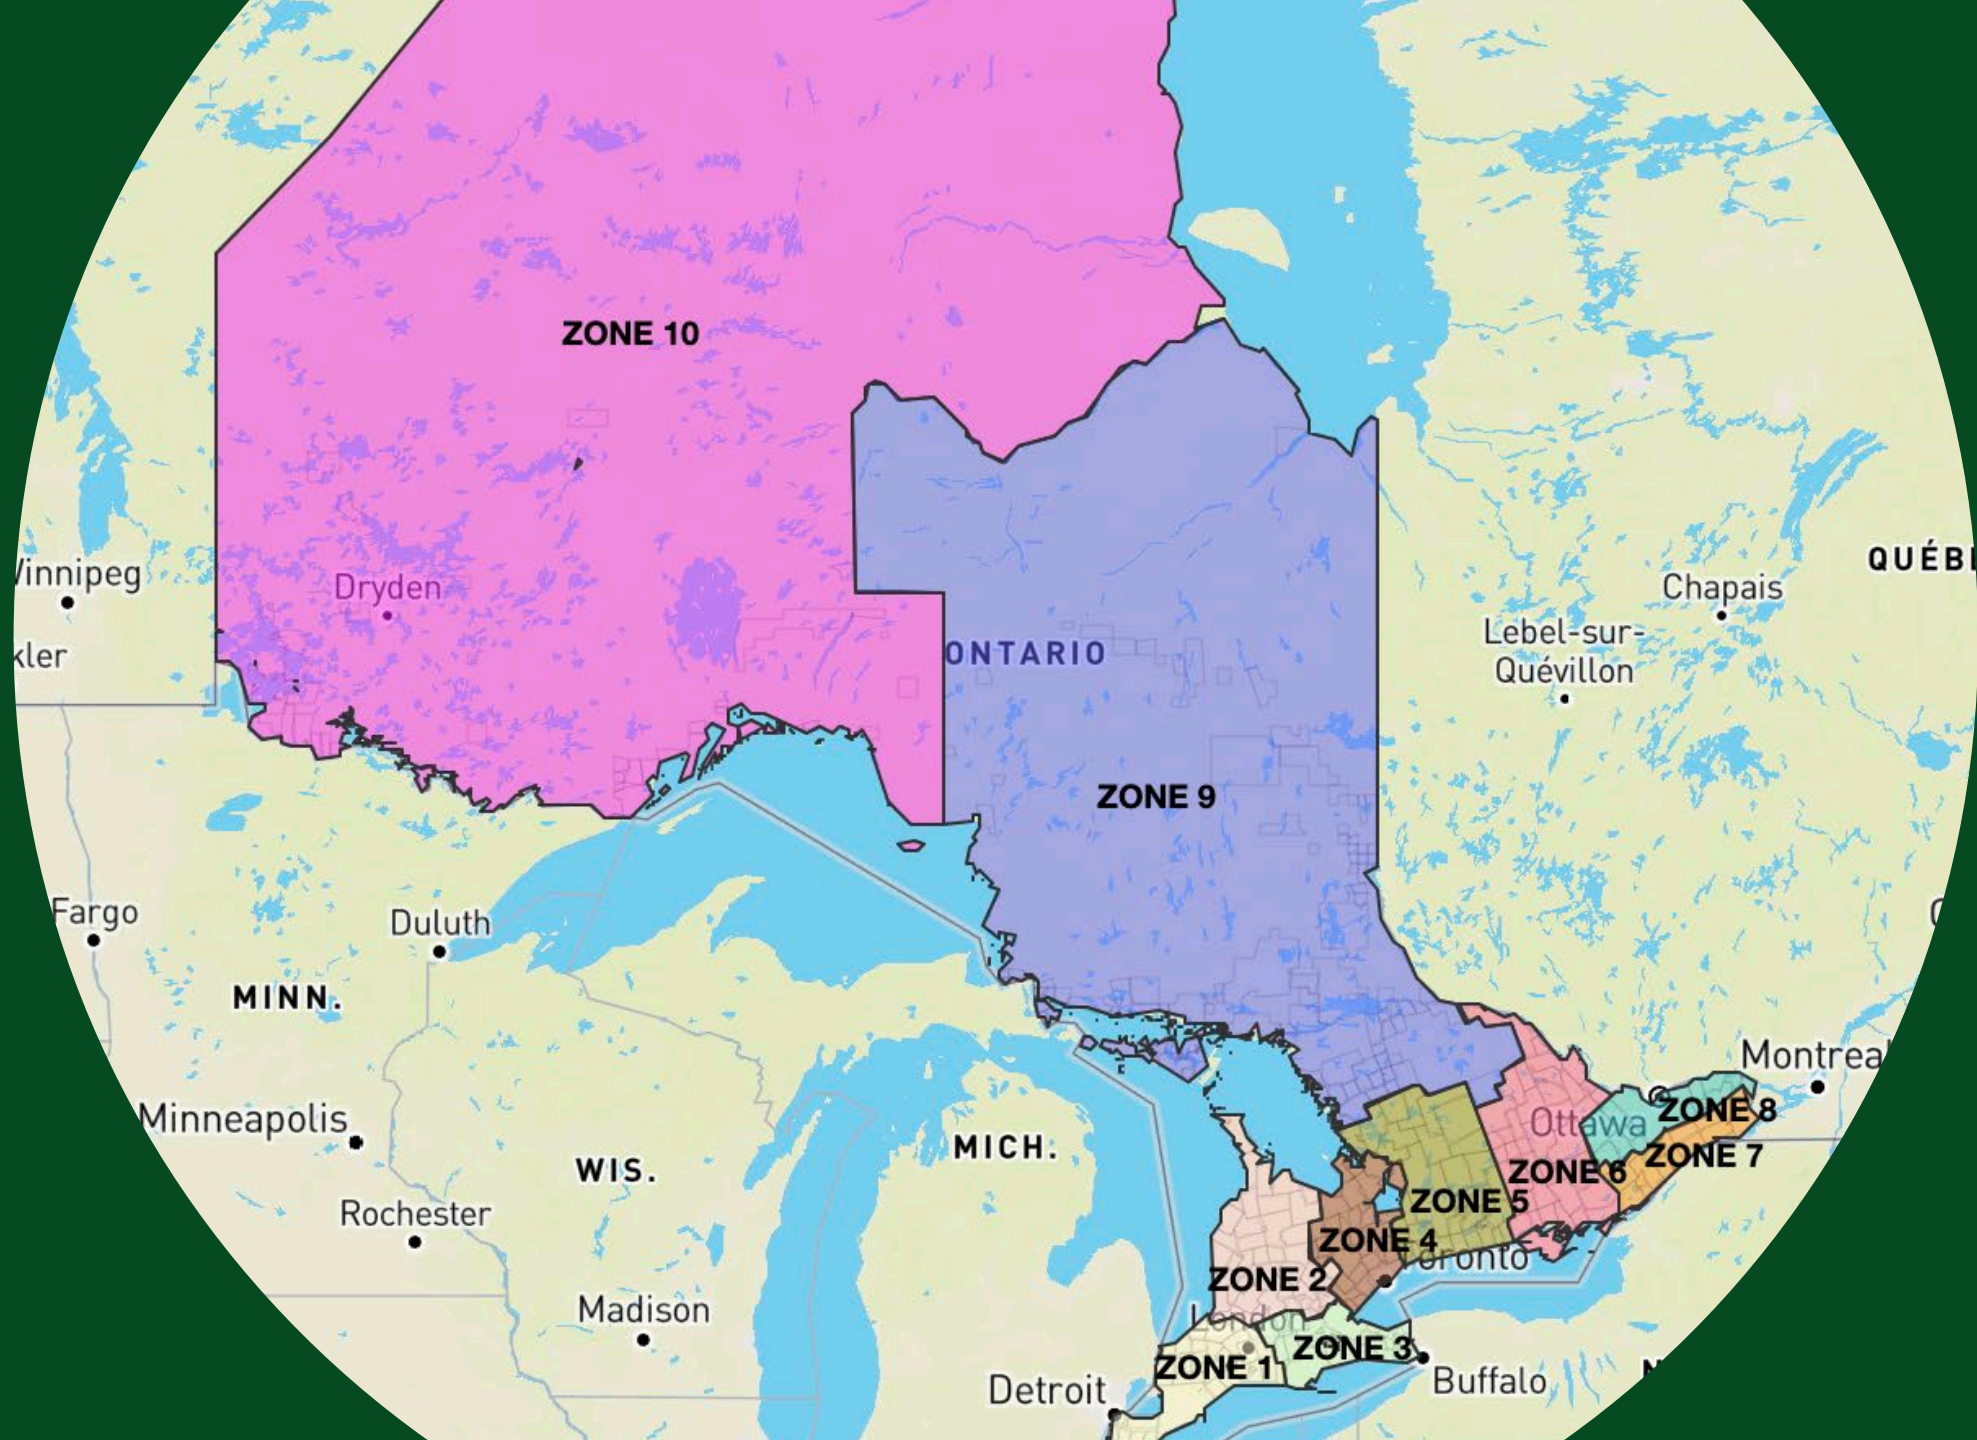 ZONE 10
Winnipeg
Dryden
QUÉB
Chapais
kler
ONTARIO
Lebel-sur-
Quévillon
ZONE 9
Fargo
Duluth
MINN.
Montreal
Minneapolis
MICH.
Ottawa
ZONE 8
ZONE 7
WIS.
ZONE 6
ZONE 5
Rochester
ZONE 4
Toronto
ZONE 2
Madison
London
ZONE 3
ZONE 1
Detroit
Buffalo